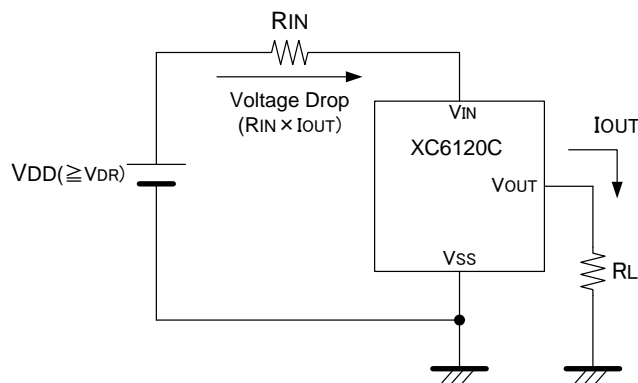 RIN
Voltage Drop
(RIN×IOUT)
VIN
IOUT
XC6120C
VDD(≧VDR)
VOUT
VSS
RL